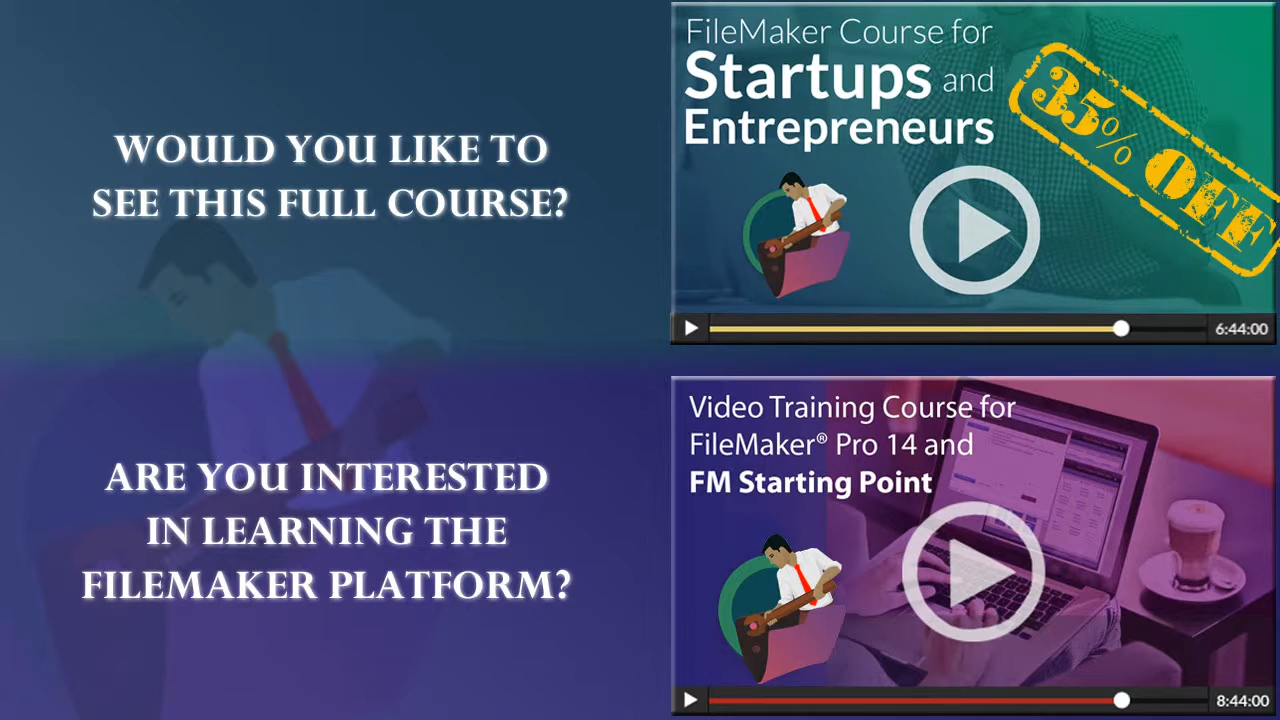 WOULD YOU LIKE TO
SEE THIS FULL COURSE?
FileMaker Course for
Startups and
Entrepreneurs
35% OFF
6:44:00
ARE YOU INTERESTED
IN LEARNING THE
FILEMAKER PLATFORM?
Video Training Course for
FileMaker® Pro 14 and
FM Starting Point
8:44:00